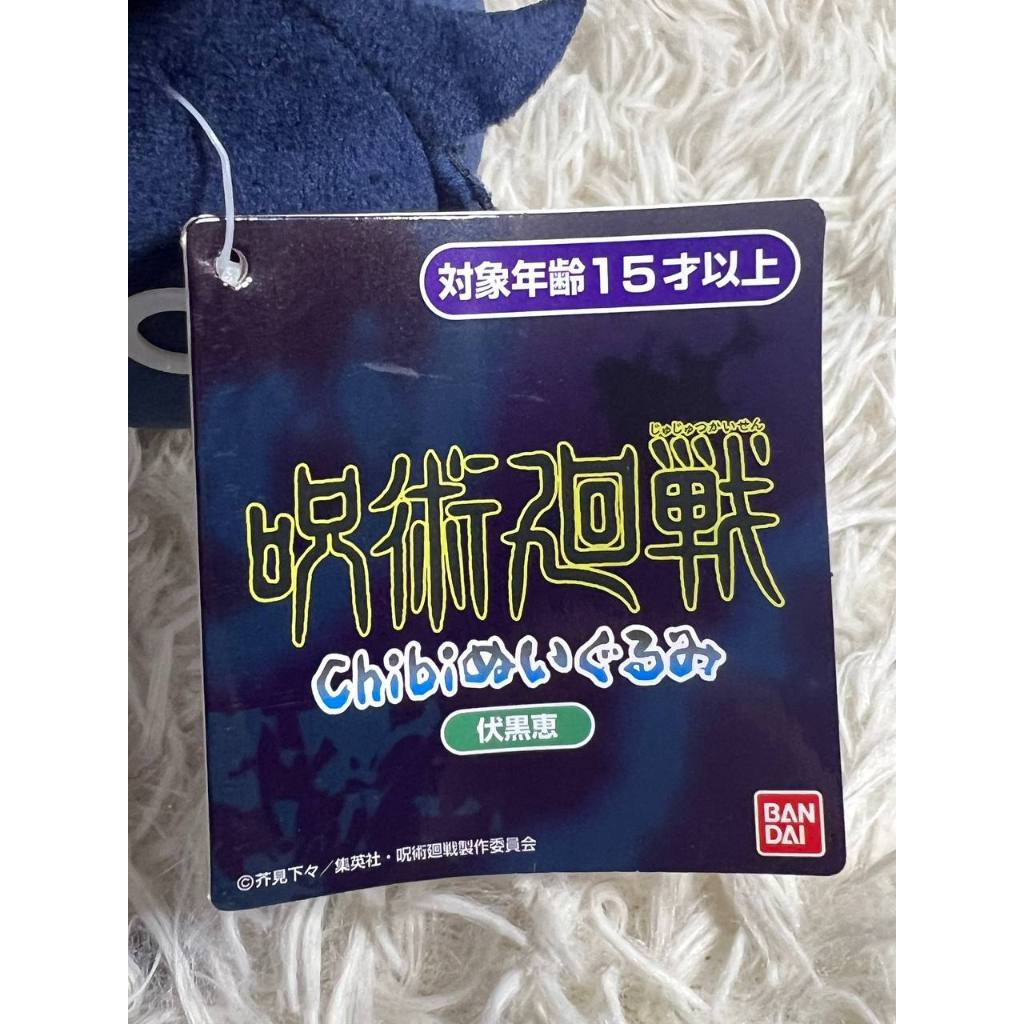 対象年齢15才以上
じゅじゅつかいせん
呪術廻戦
Chibiぬいぐるみ
伏黒恵
BAN
DAI
©芥見下々／集英社・呪術廻戦製作委員会